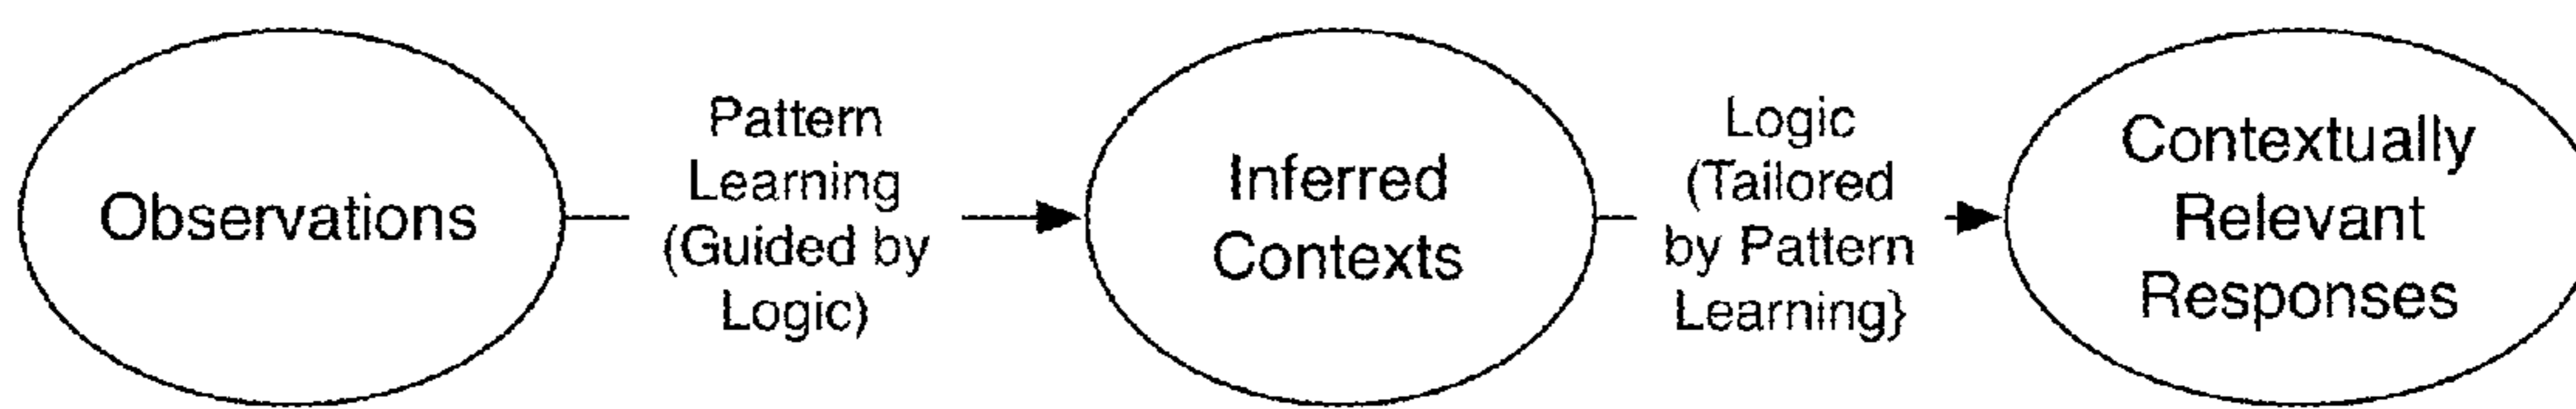 Observations
Pattern
Learning
(Guided by
Logic)
Inferred
Contexts
Logic
(Tailored
by Pattern
Learning}
Contextually
Relevant
Responses